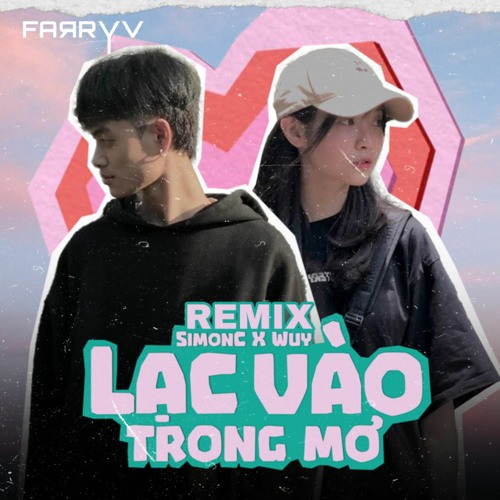 FARRYV
REMIX
SIMONC X WUY
LẠC VÀO
TRONG MƠ